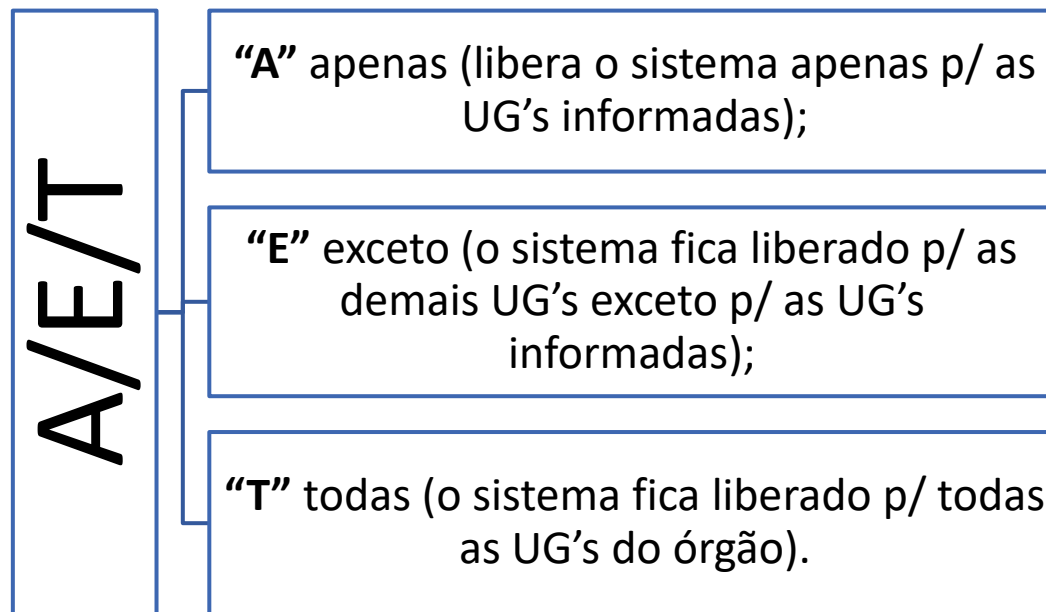 A/E/T
“A” apenas (libera o sistema apenas p/ as
UG’s informadas);
“E” exceto (o sistema fica liberado p/ as
demais UG’s exceto p/ as UG’s
informadas);
“T” todas (o sistema fica liberado p/ todas
as UG’s do órgão).